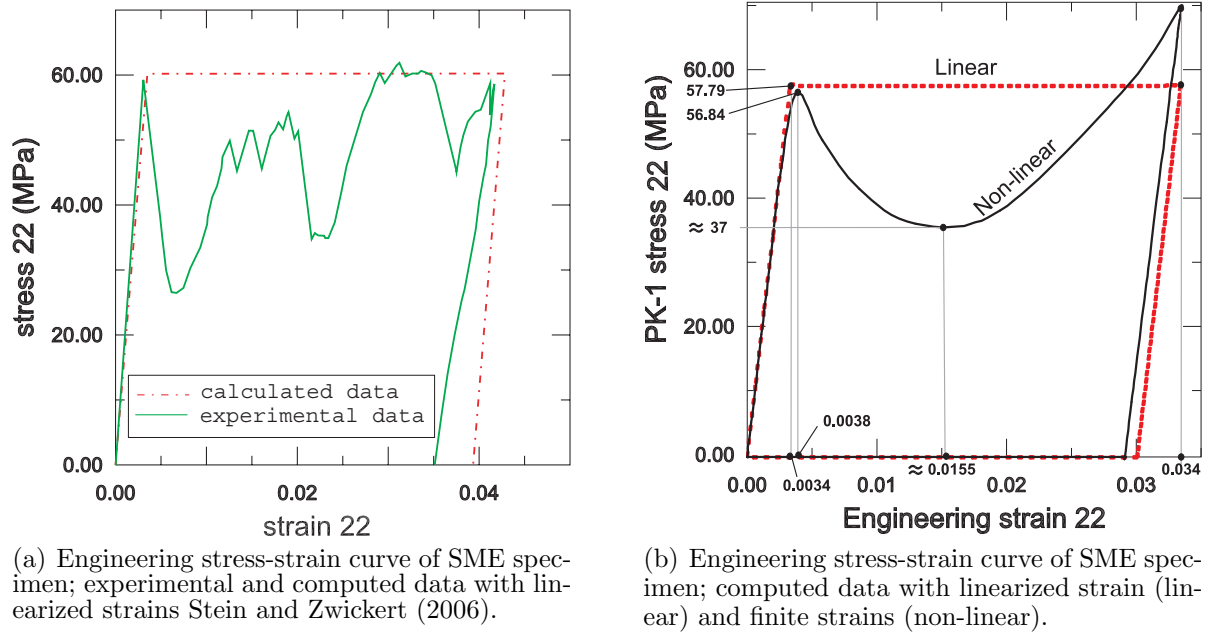 60.00
40.00
20.00
0.00
stress 22 (MPa)
calculated data
experimental data
0.00
0.02
0.04
strain 22
(a) Engineering stress-strain curve of SME spec-
imen; experimental and computed data with lin-
earized strains Stein and Zwickert (2006).
60.00
57.79
56.84
40.00
≈ 37
20.00
0.00
PK-1 stress 22 (MPa)
Linear
Non-linear
0.0038
≈ 0.0155
0.034
0.0034
0.00
0.01
0.02
0.03
Engineering strain 22
(b) Engineering stress-strain curve of SME spec-
imen; computed data with linearized strain (lin-
ear) and finite strains (non-linear).